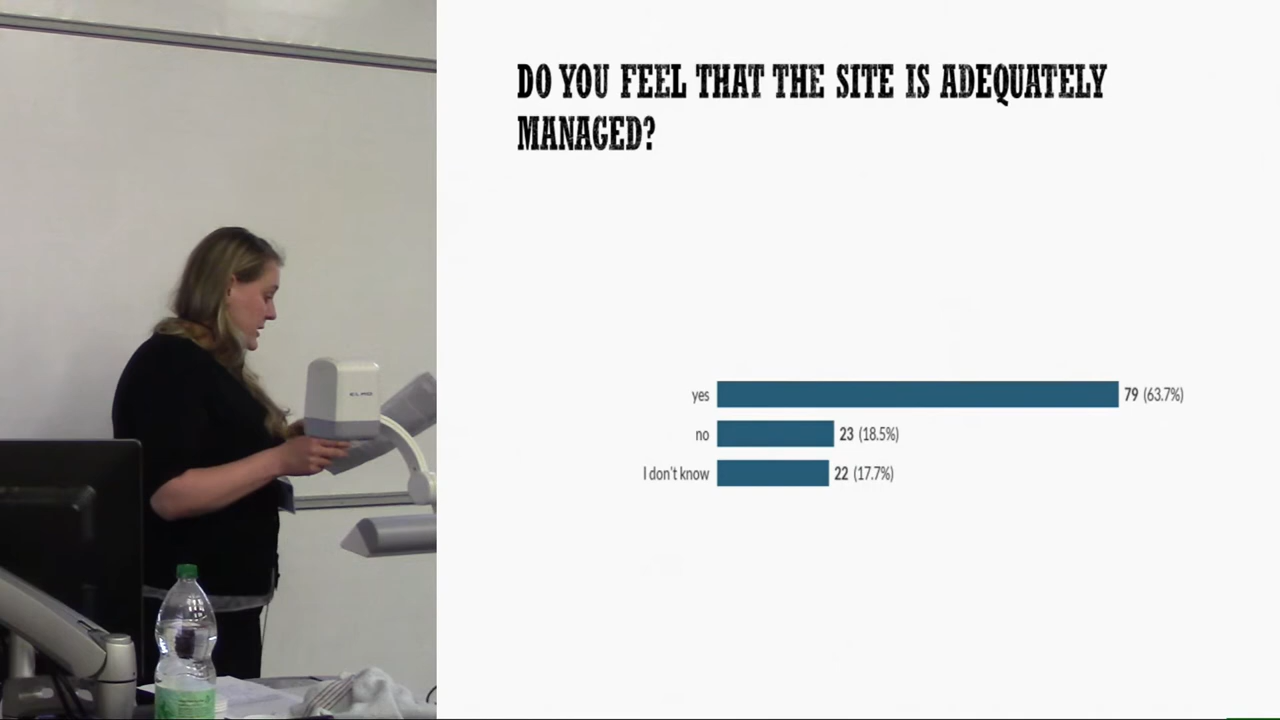 DO YOU FEEL THAT THE SITE IS ADEQUATELY
MANAGED?
yes 79 (63.7%)
no 23 (18.5%)
I don't know 22 (17.7%)
ELMO